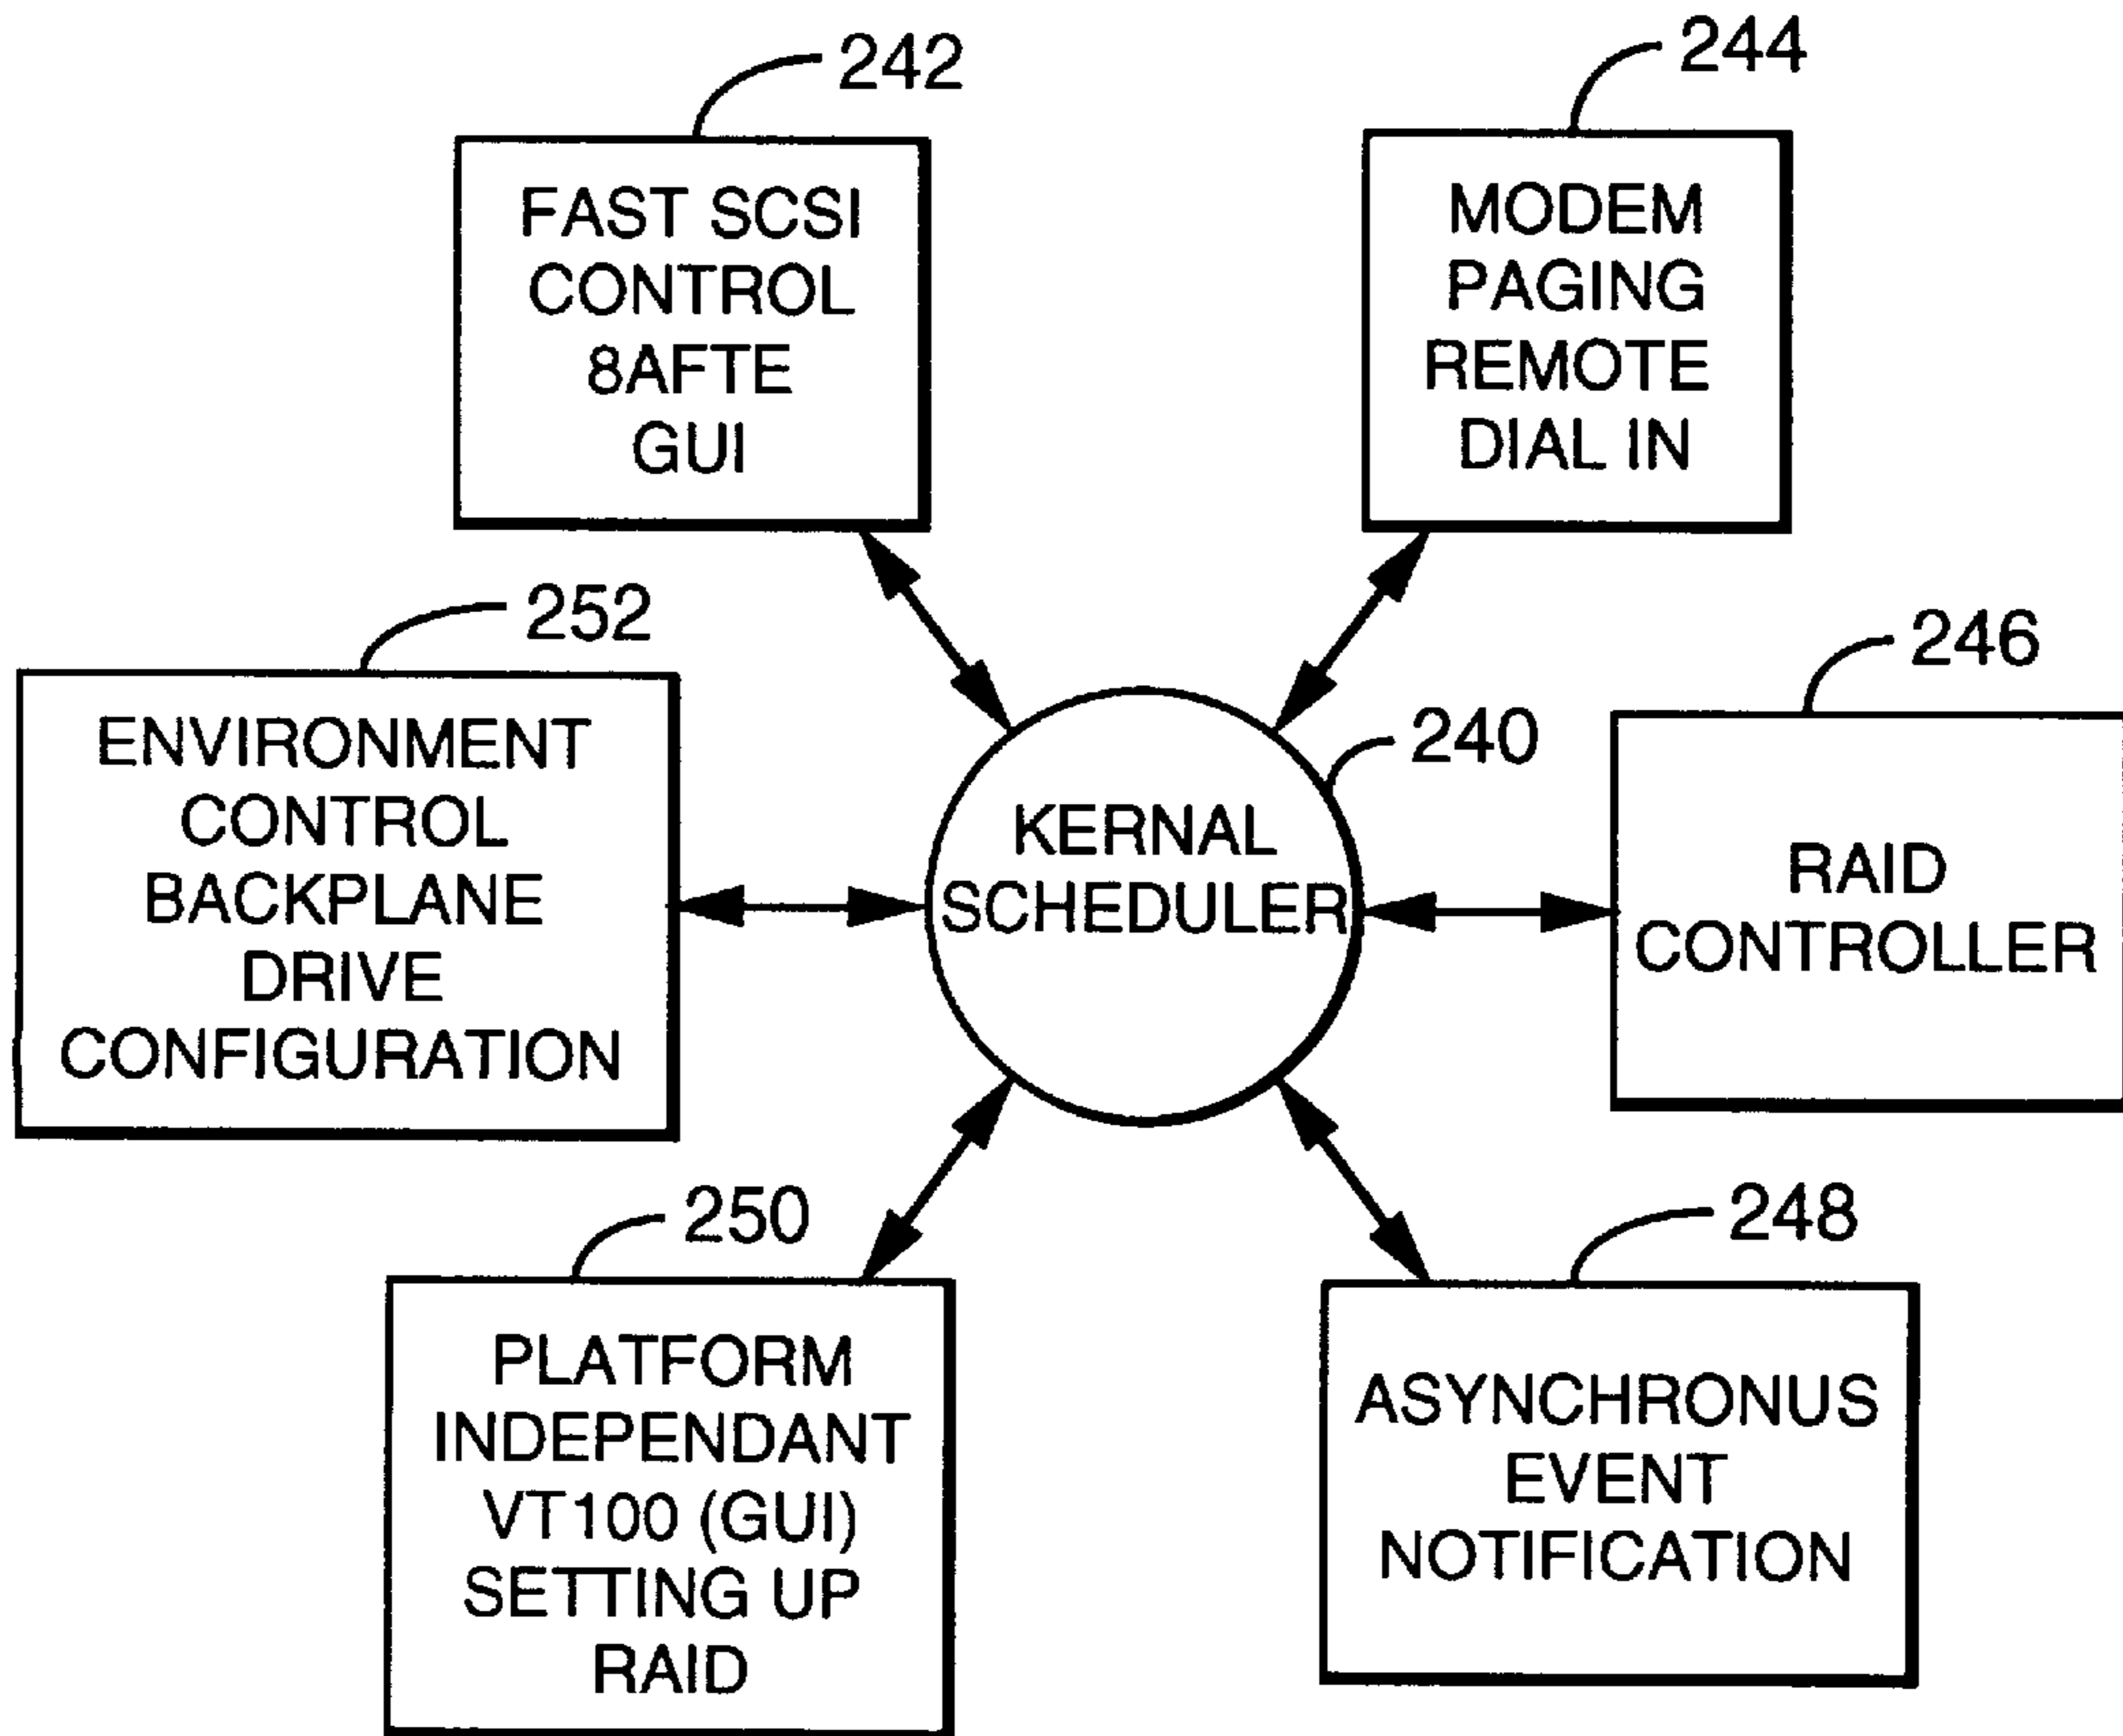 242
FAST SCSI
CONTROL
8AFTE
GUI
244
MODEM
PAGING
REMOTE
DIAL IN
252
ENVIRONMENT
CONTROL
BACKPLANE
DRIVE
CONFIGURATION
240
KERNAL
SCHEDULER
246
RAID
CONTROLLER
250
PLATFORM
INDEPENDANT
VT100 (GUI)
SETTING UP
RAID
248
ASYNCHRONUS
EVENT
NOTIFICATION